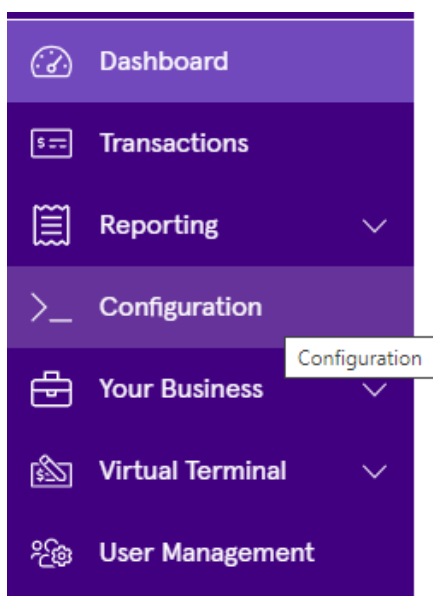 Dashboard
Transactions
Reporting
Configuration
Configuration
Your Business
Virtual Terminal
User Management